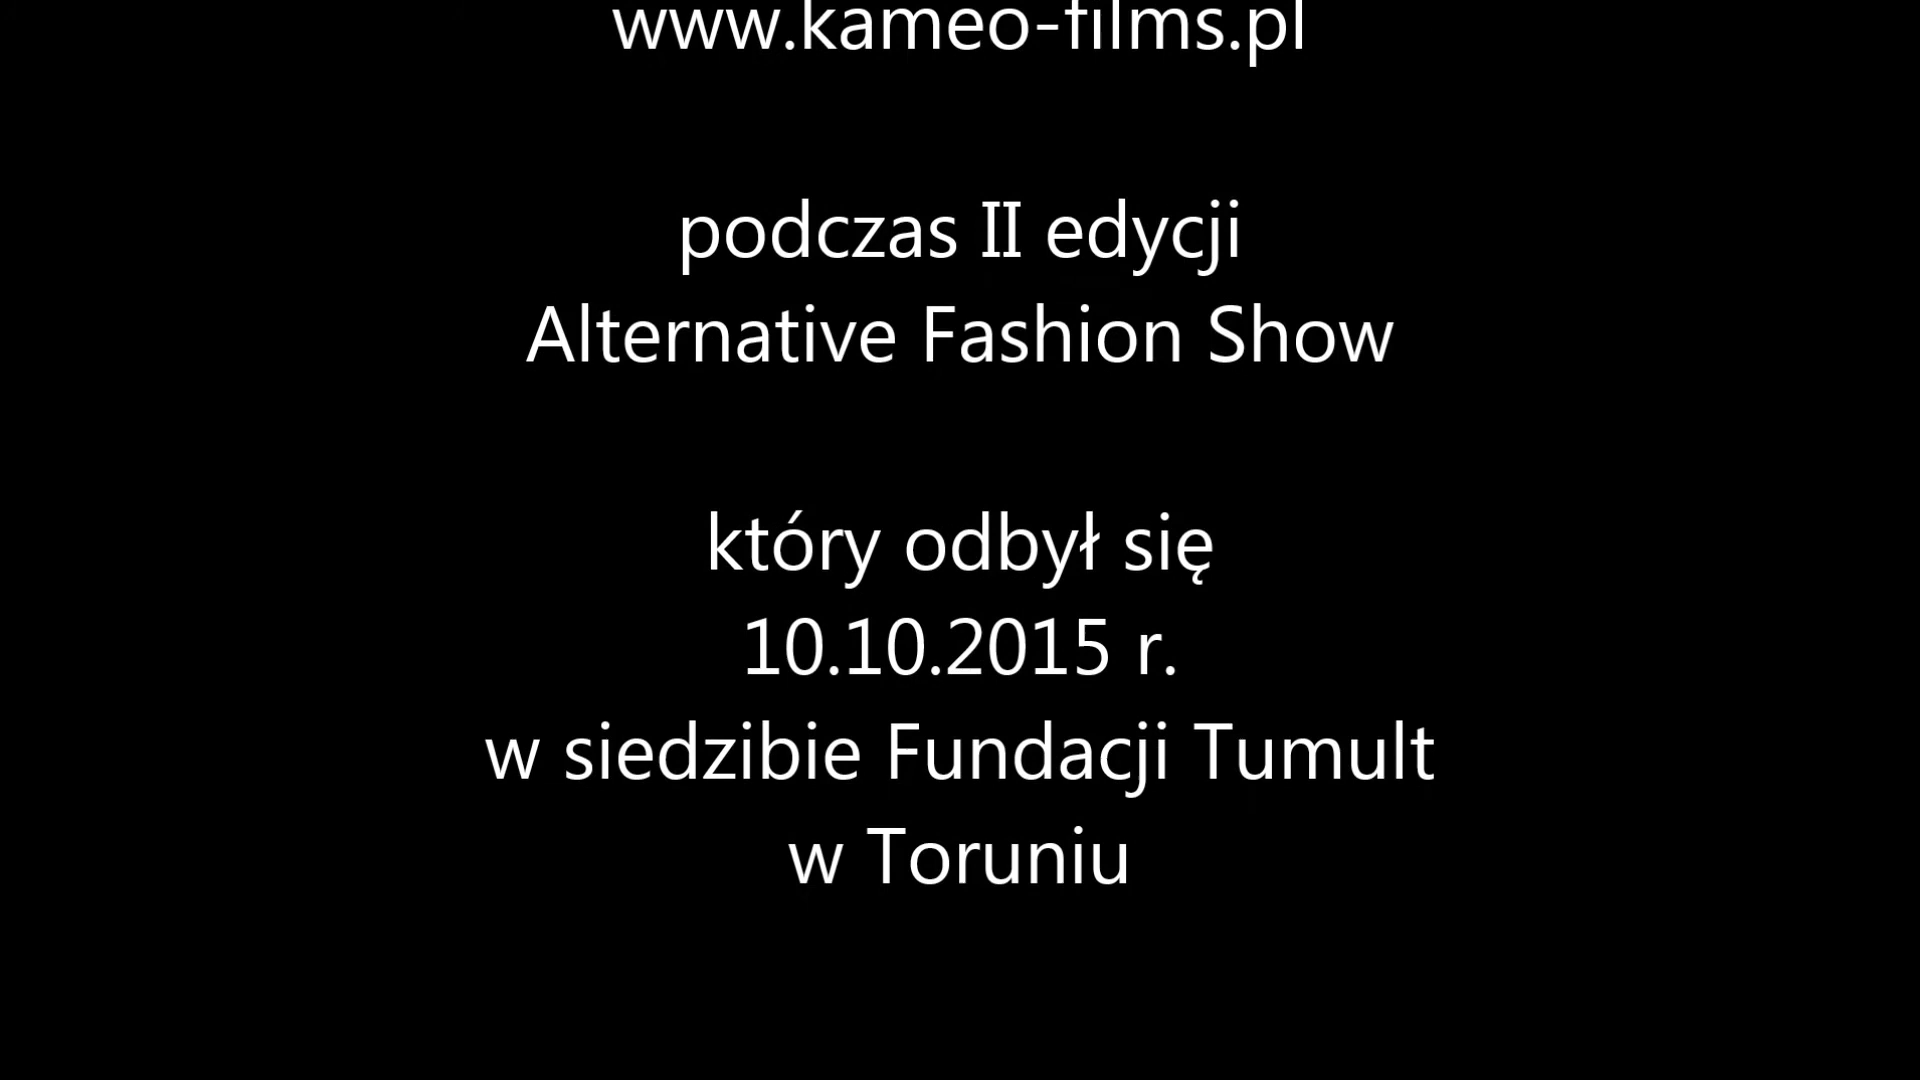 www.kameo-films.pl
podczas II edycji
Alternative Fashion Show
który odbył się
10.10.2015 r.
w siedzibie Fundacji Tumult
w Toruniu